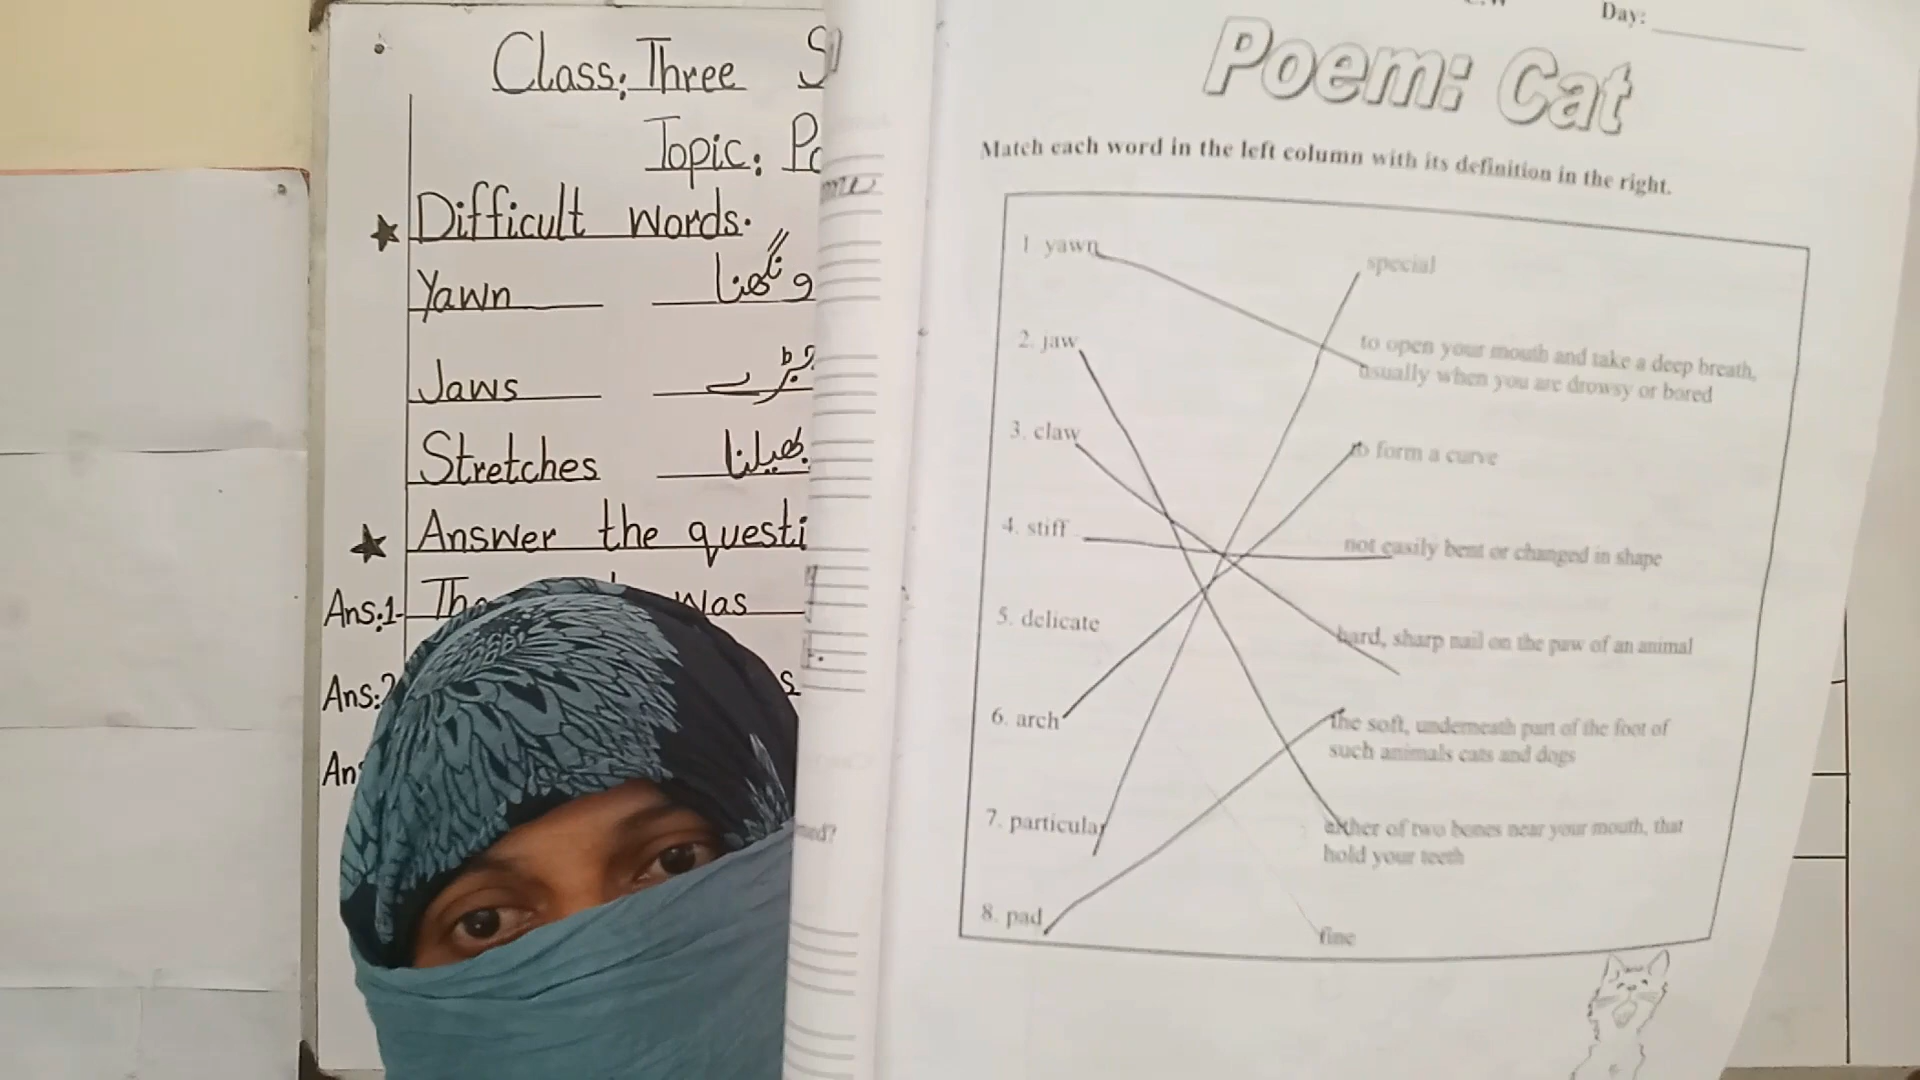 Class: Three
Topic:
Difficult words.
Yawn
Jaws جبڑے
Stretches پھیلنا
Answer the questi
Ans:1- was
Ans:2
Day:
Poem: Cat
Match each word in the left column with its definition in the right.
1. yawn
2. jaw
3. claw
4. stiff
5. delicate
6. arch
7. particular
8. pad
special
to open your mouth and take a deep breath,
usually when you are drowsy or bored
to form a curve
not easily bent or changed in shape
hard, sharp nail on the paw of an animal
the soft, underneath part of the foot of
such animals cats and dogs
either of two bones near your mouth, that
hold your teeth
fine